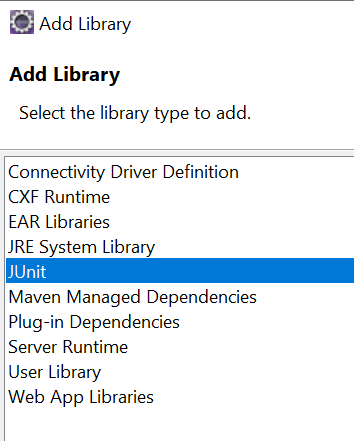 Add Library
Add Library
Select the library type to add.
Connectivity Driver Definition
CXF Runtime
EAR Libraries
JRE System Library
JUnit
Maven Managed Dependencies
Plug-in Dependencies
Server Runtime
User Library
Web App Libraries